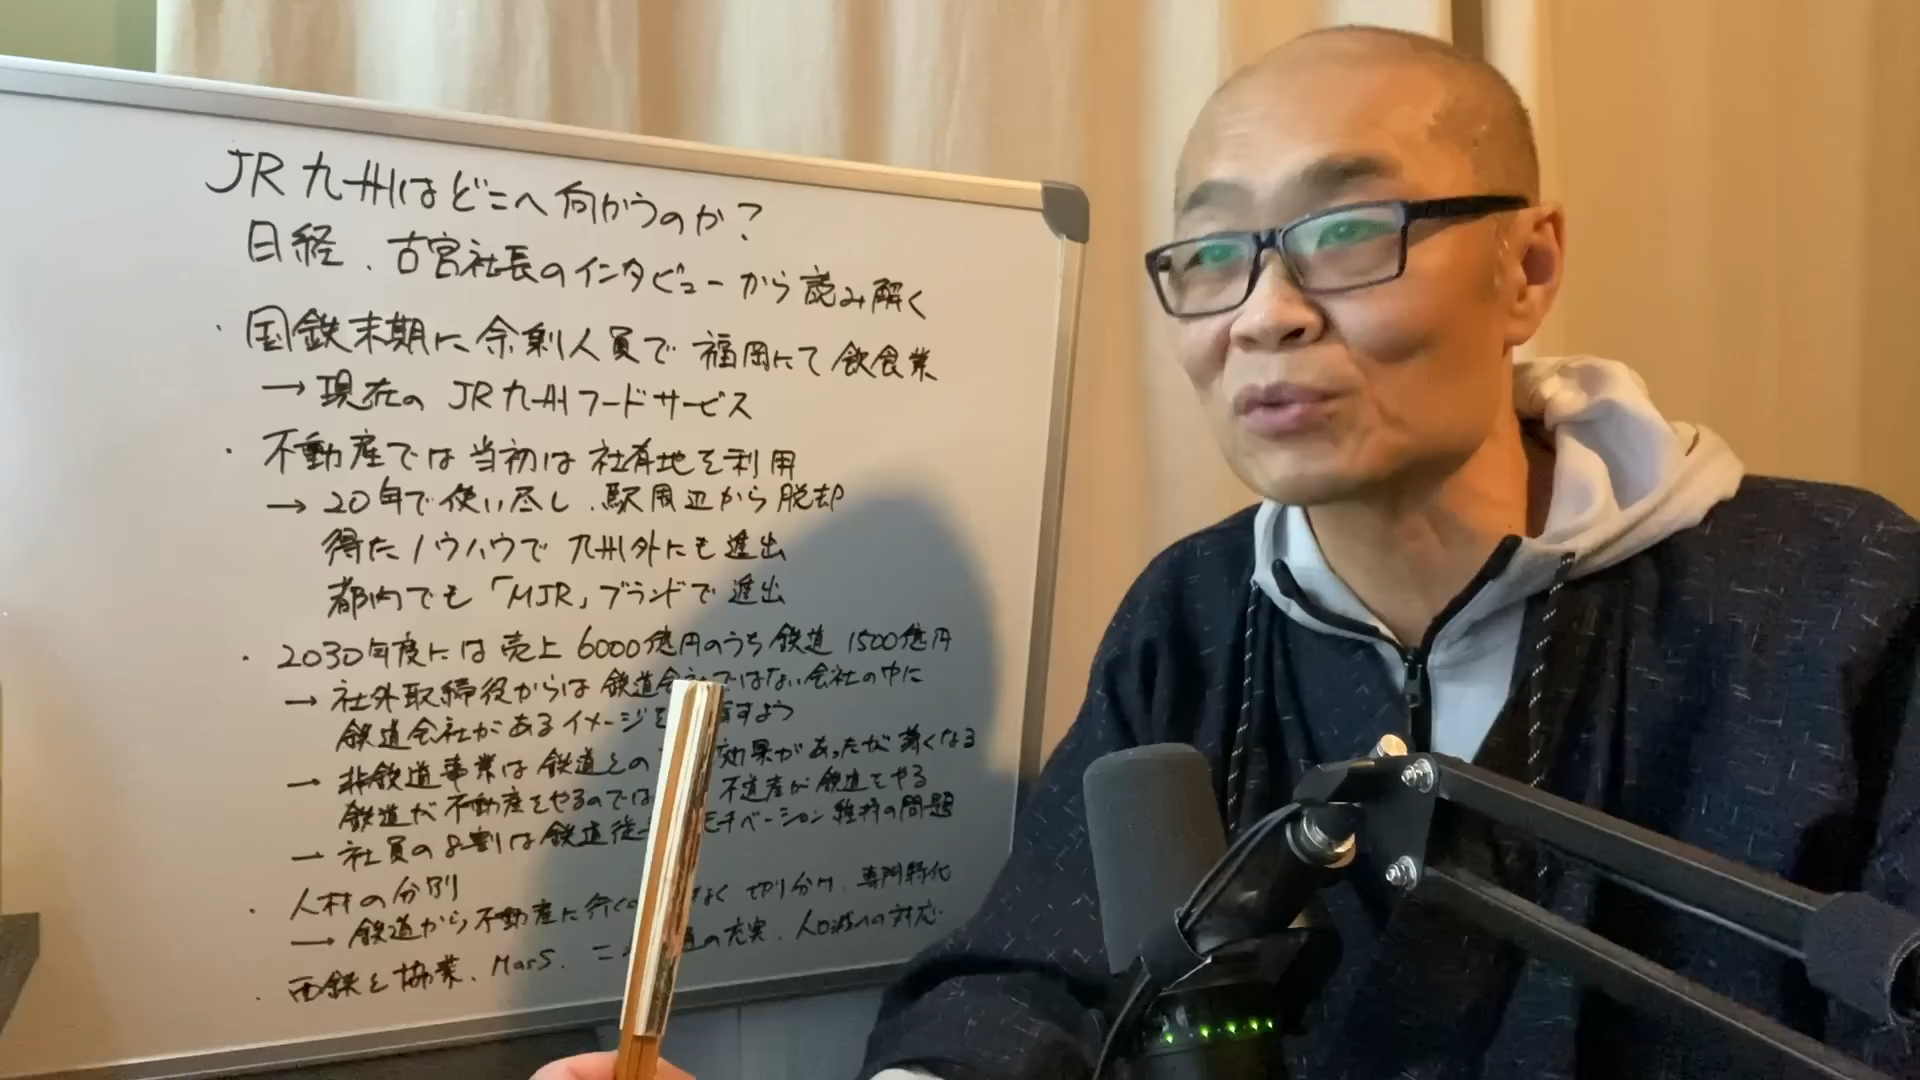 JR九州はどこへ向かうのか?
日経、古宮社長のインタビューから読み解く
・国鉄末期に余剰人員で福岡にて飲食業
→現在のJR九州フードサービス
・不動産では当初は社有地を利用
→20年で使い尽し、駅周辺から脱却
得たノウハウで九州外にも進出
都内でも「MJR」ブランドで進出
・2030年度には売上6000億円のうち鉄道1500億円
→社外取締役からは鉄道会社ではない会社の中に
鉄道会社があるイメージを すよう
→非鉄道事業は鉄道との 効果があったが薄くなる
鉄道が不動産をやるのでは 不道産が鉄道をやる
→社員の8割は鉄道従 モチベーション維持の問題
・人材の分別
→鉄道から不動産に行くの なく切り分け、専門特化
・西鉄と協業、MaaS、 の充実、人口減への対応